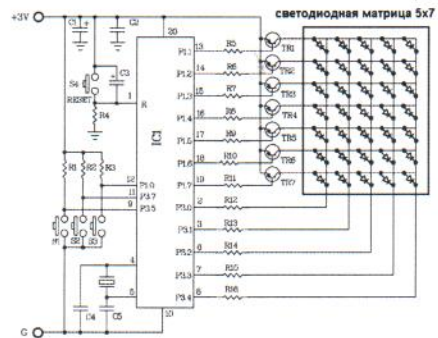 светодиодная матрица 5x7
+3V
C1
+
C2
20
P1.1
13
R5
TR1
P1.2
14
R6
TR2
S4
RESET
C3
+
1
R
P1.3
15
R7
TR3
R4
P1.4
16
R8
TR4
IC1
P1.5
17
R9
TR5
P1.6
18
R10
TR6
R1
R2
R3
P1.7
19
R11
TR7
12
P1.0
11
P3.7
9
P3.5
P3.0
2
R12
P3.1
3
R13
S1
S2
S3
P3.2
6
R14
4
P3.3
7
R15
5
P3.4
8
R16
C4
C5
10
G